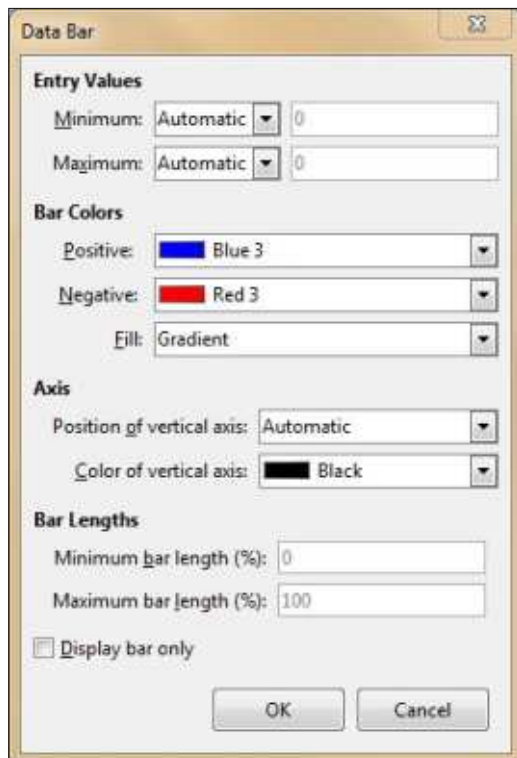 Data Bar
Entry Values
Minimum: Automatic 0
Maximum: Automatic 0
Bar Colors
Positive: Blue 3
Negative: Red 3
Fill: Gradient
Axis
Position of vertical axis: Automatic
Color of vertical axis: Black
Bar Lengths
Minimum bar length (%): 0
Maximum bar length (%): 100
Display bar only
OK Cancel